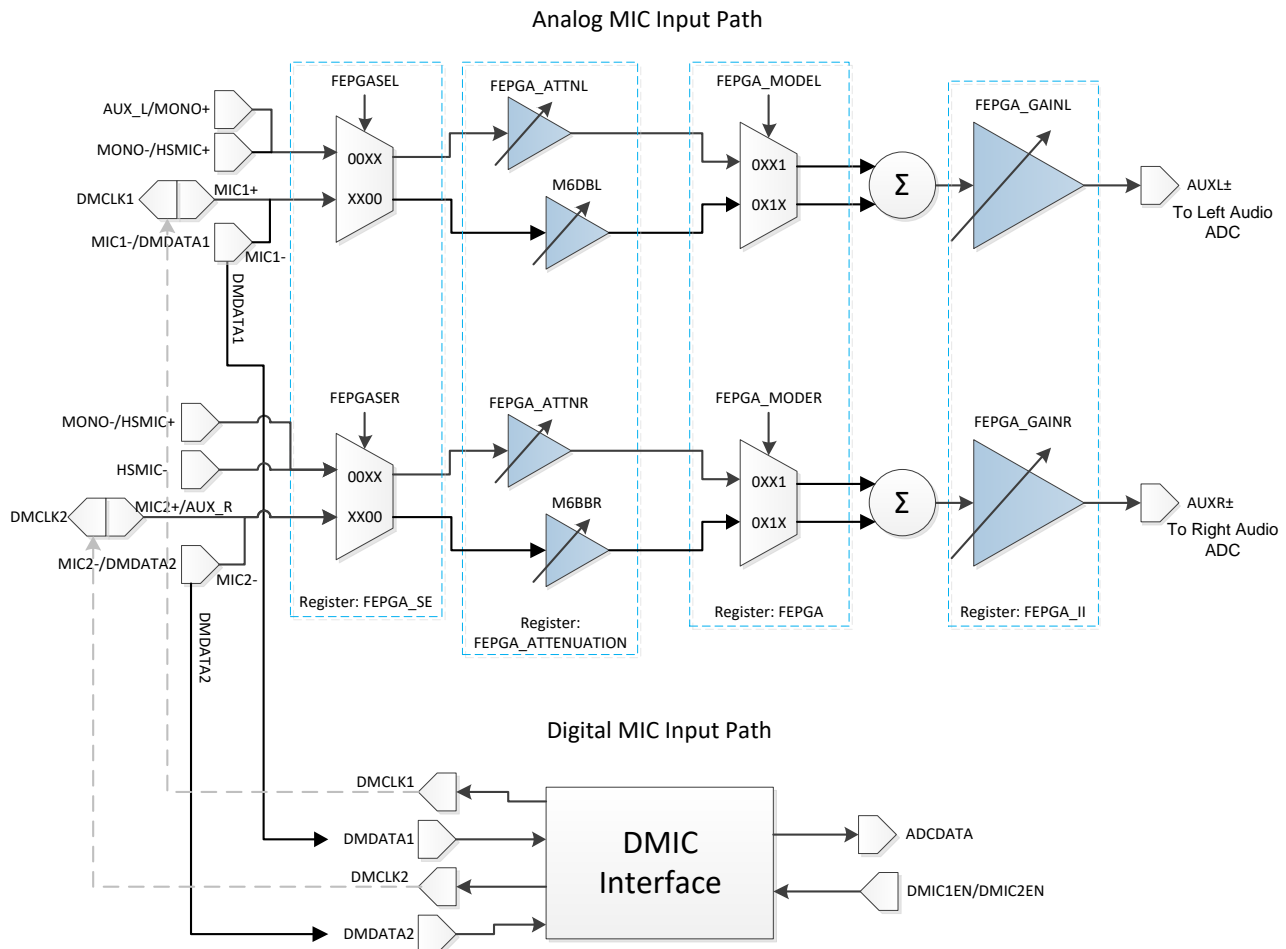 Analog MIC Input Path
FEPGASEL
FEPGA_ATTNL
FEPGA_MODEL
FEPGA_GAINL
AUX_L/MONO+
MONO-/HSMIC+
00XX
0XX1
Σ
M6DBL
DMCLK1
MIC1+
XX00
0X1X
AUXL±
To Left Audio
ADC
MIC1-/DMDATA1
MIC1-
DMDATA1
FEPGASER
FEPGA_ATTNR
FEPGA_MODER
FEPGA_GAINR
MONO-/HSMIC+
HSMIC-
00XX
0XX1
Σ
M6BBR
DMCLK2
MIC2+/AUX_R
XX00
0X1X
AUXR±
To Right Audio
ADC
MIC2-/DMDATA2
MIC2-
DMDATA2
Register: FEPGA_SE
Register:
FEPGA_ATTENUATION
Register: FEPGA
Register: FEPGA_II
Digital MIC Input Path
DMCLK1
DMDATA1
DMCLK2
DMDATA2
DMIC
Interface
ADCDATA
DMIC1EN/DMIC2EN